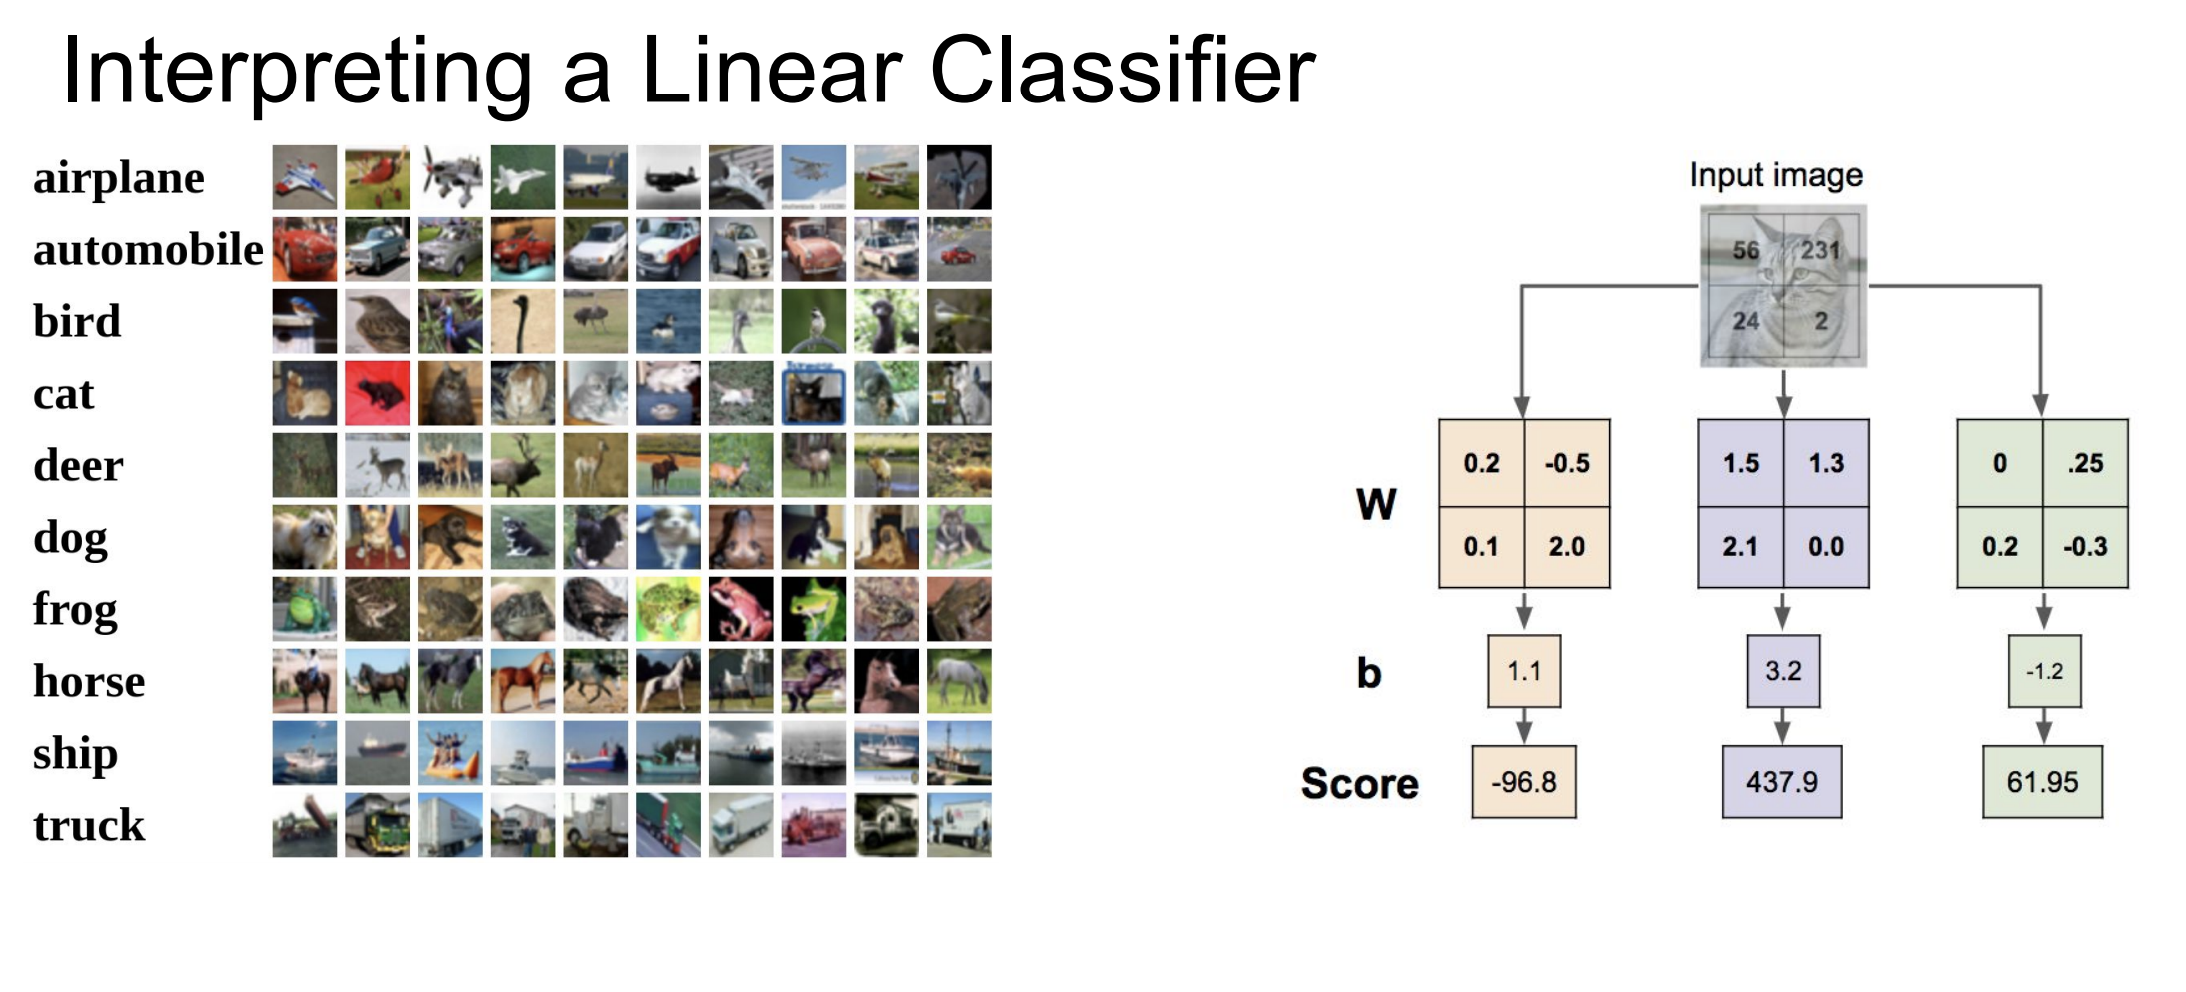 Interpreting a Linear Classifier
airplane
automobile
bird
cat
deer
dog
frog
horse
ship
truck
Input image
56 231
24 2
W
0.2 -0.5 1.5 1.3 0 .25
0.1 2.0 2.1 0.0 0.2 -0.3
b 1.1 3.2 -1.2
Score -96.8 437.9 61.95